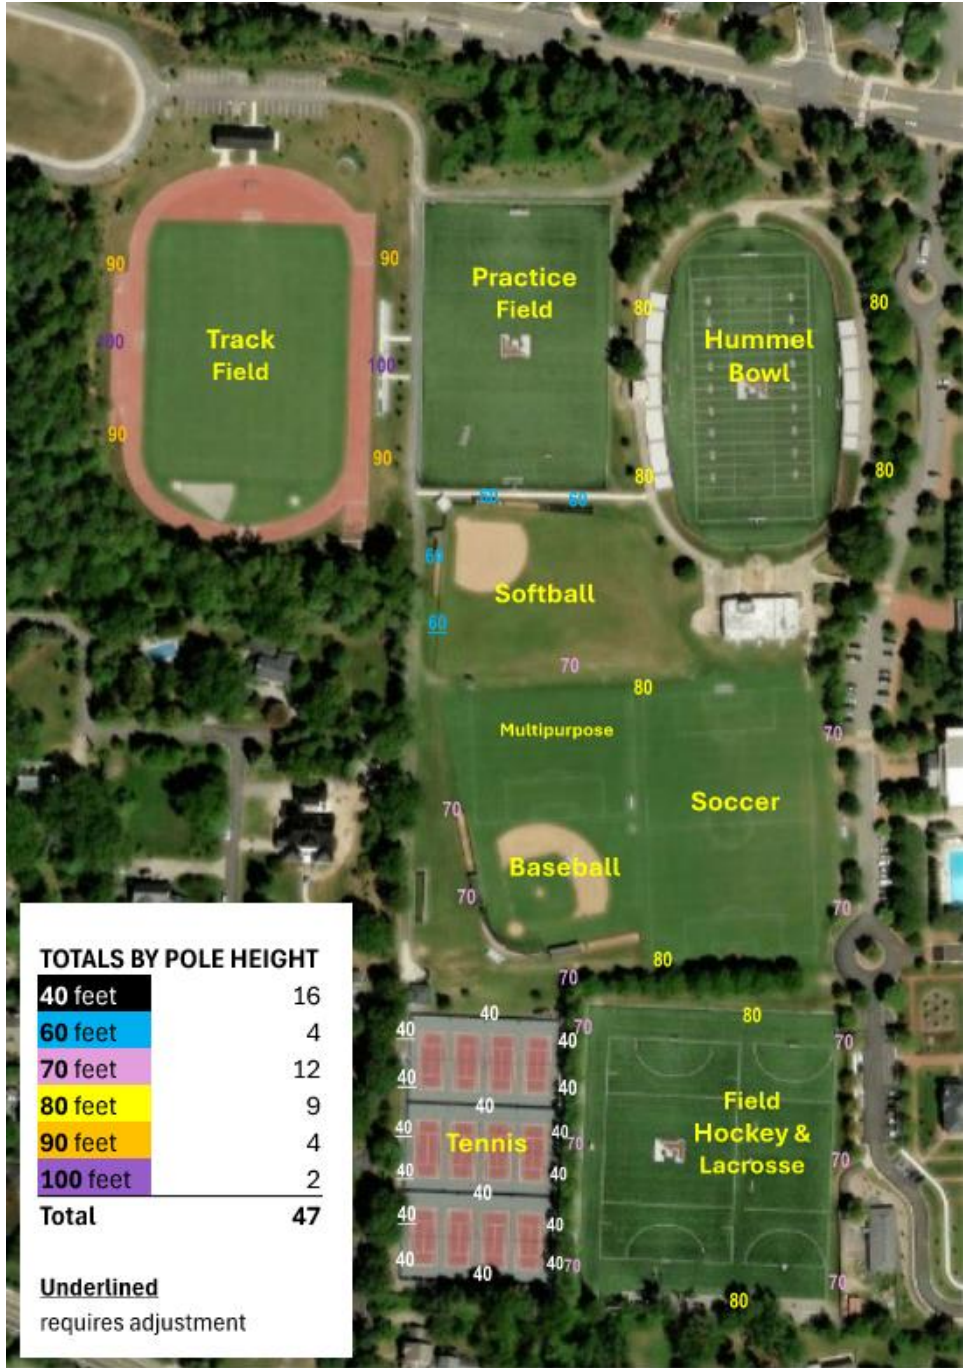 90
90
Practice
Field
80
80
Track
Field
100
100
Hummel
Bowl
90
90
80
80
60
60
60
Softball
60
70
80
Multipurpose
70
Soccer
70
Baseball
70
70
80
70
TOTALS BY POLE HEIGHT
40 feet 16
60 feet 4
70 feet 12
80 feet 9
90 feet 4
100 feet 2
Total 47
Underlined
requires adjustment
40
40
40
40
40
40
40
Tennis
40
40
40
40
40
40
40
40
40
80
70
70
Field
Hockey &
Lacrosse
70
70
70
70
80